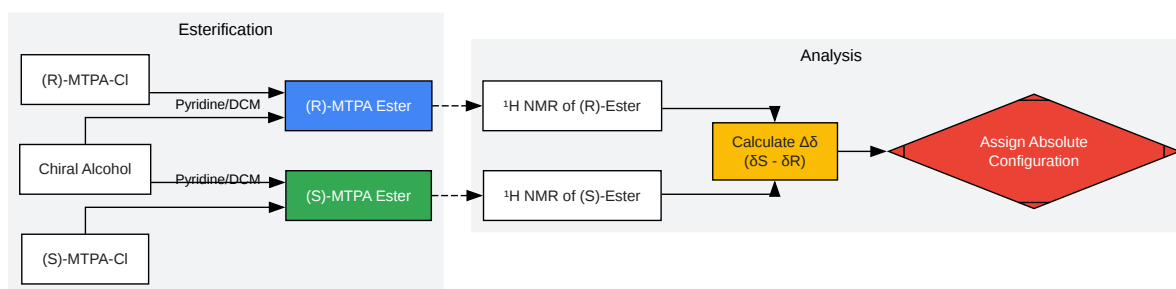 Esterification
(R)-MTPA-Cl
Pyridine/DCM
(R)-MTPA Ester
Chiral Alcohol
Pyridine/DCM
(S)-MTPA Ester
(S)-MTPA-Cl
Analysis
¹H NMR of (R)-Ester
Calculate Δδ
(δS - δR)
Assign Absolute
Configuration
¹H NMR of (S)-Ester